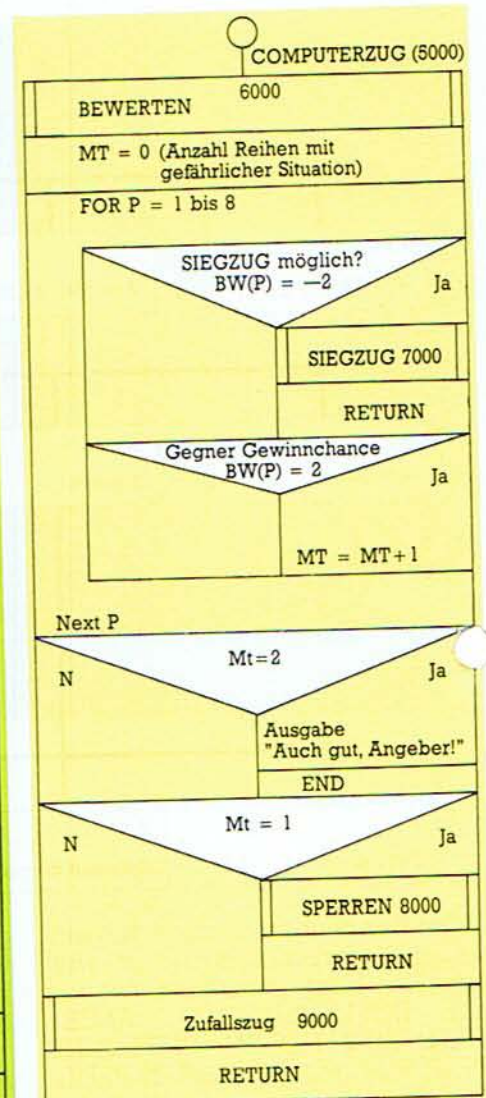 COMPUTERZUG (5000)
6000
BEWERTEN
MT = 0 (Anzahl Reihen mit
gefährlicher Situation)
FOR P = 1 bis 8
SIEGZUG möglich?
BW(P) = —2
Ja
SIEGZUG 7000
RETURN
Gegner Gewinnchance
BW(P) = 2
Ja
MT = MT+1
Next P
Mt=2
N
Ja
Ausgabe
"Auch gut, Angeber!"
END
Mt = 1
N
Ja
SPERREN 8000
RETURN
Zufallszug 9000
RETURN